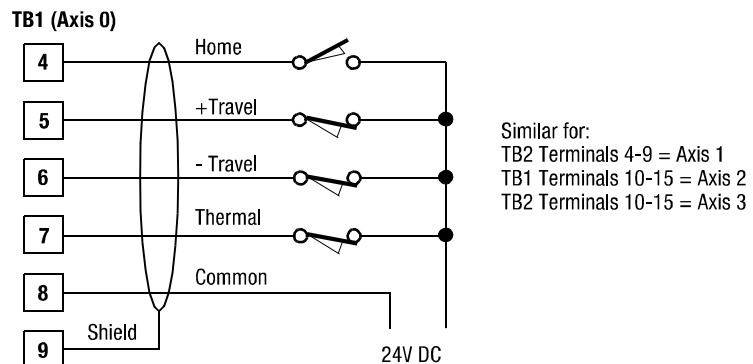 TB1 (Axis 0)
4
Home
5
+Travel
6
- Travel
7
Thermal
8
Common
9
Shield
24V DC
Similar for:
TB2 Terminals 4-9 = Axis 1
TB1 Terminals 10-15 = Axis 2
TB2 Terminals 10-15 = Axis 3